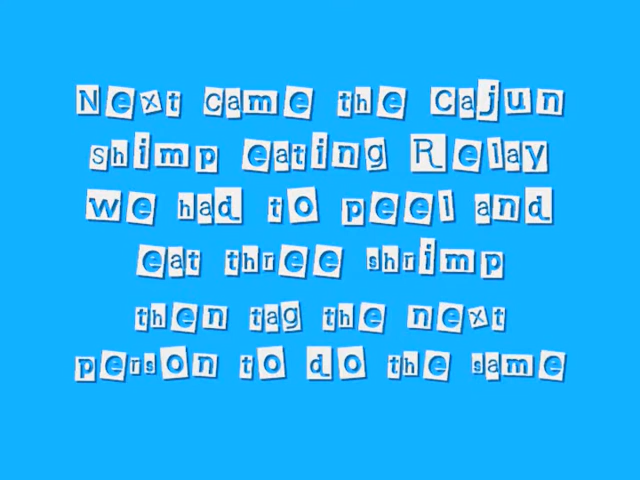 Next came the Cajun
shimp eating Relay
we had to peel and
eat three shrimp
then tag the next
person to do the same